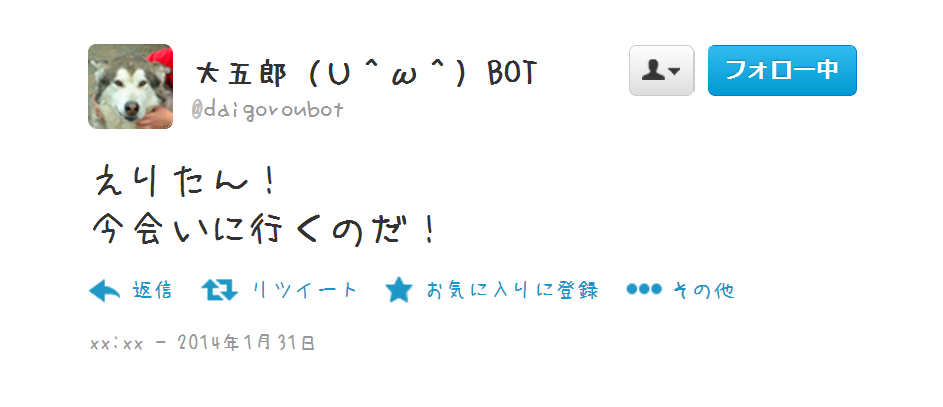 大五郎（U＾ω＾）BOT
フォロー中
@daigoroubot
えりたん！
今会いに行くのだ！
返信 リツイート お気に入りに登録 その他
xx:xx - 2014年1月31日